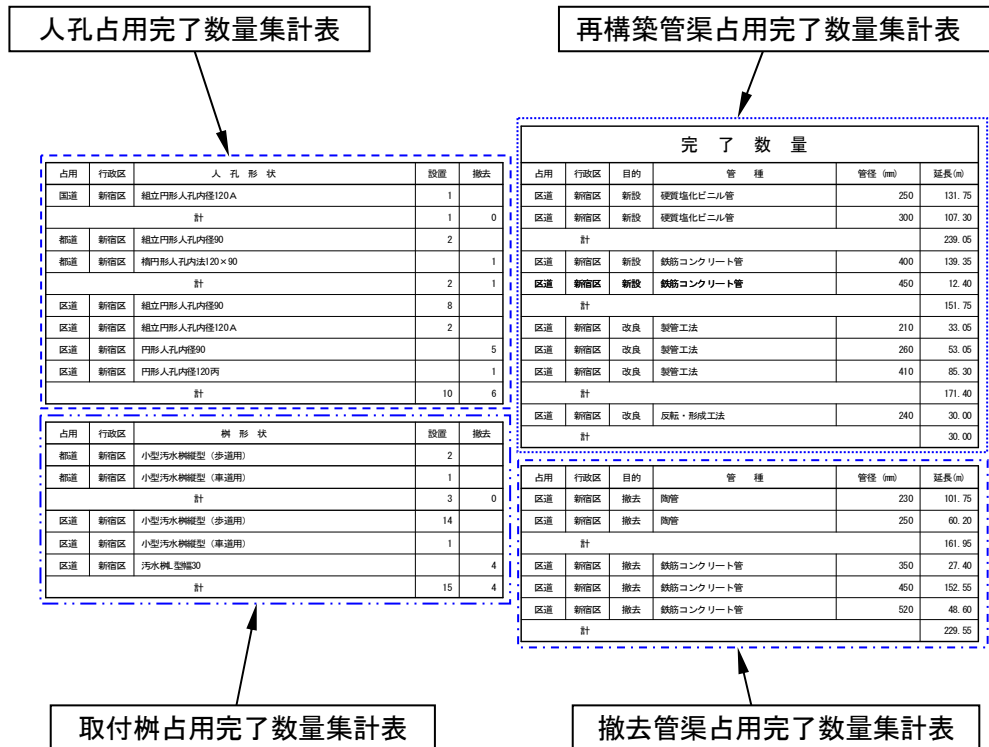 人孔占用完了数量集計表
再構築管渠占用完了数量集計表
占用 行政区 人孔形状 設置 撤去
国道 新宿区 組立円形人孔内径120A 1
計 1 0
都道 新宿区 組立円形人孔内径90 2
都道 新宿区 楕円形人孔内法120×90 1
計 2 1
区道 新宿区 組立円形人孔内径90 8
区道 新宿区 組立円形人孔内径120A 2
区道 新宿区 円形人孔内径90 5
区道 新宿区 円形人孔内径120丙 1
計 10 6
占用 行政区 桝形状 設置 撤去
都道 新宿区 小型汚水桝縦型（歩道用） 2
都道 新宿区 小型汚水桝縦型（車道用） 1
計 3 0
区道 新宿区 小型汚水桝縦型（歩道用） 14
区道 新宿区 小型汚水桝縦型（車道用） 1
区道 新宿区 汚水桝L型幅30 4
計 15 4
完了数量
占用 行政区 目的 管種 管径 (mm) 延長(m)
区道 新宿区 新設 硬質塩化ビニル管 250 131.75
区道 新宿区 新設 硬質塩化ビニル管 300 107.30
計 239.05
区道 新宿区 新設 鉄筋コンクリート管 400 139.35
区道 新宿区 新設 鉄筋コンクリート管 450 12.40
計 151.75
区道 新宿区 改良 製管工法 210 33.05
区道 新宿区 改良 製管工法 260 53.05
区道 新宿区 改良 製管工法 410 85.30
計 171.40
区道 新宿区 改良 反転・形成工法 240 30.00
計 30.00
占用 行政区 目的 管種 管径 (mm) 延長(m)
区道 新宿区 撤去 陶管 230 101.75
区道 新宿区 撤去 陶管 250 60.20
計 161.95
区道 新宿区 撤去 鉄筋コンクリート管 350 27.40
区道 新宿区 撤去 鉄筋コンクリート管 450 152.55
区道 新宿区 撤去 鉄筋コンクリート管 520 48.60
計 229.55
取付桝占用完了数量集計表
撤去管渠占用完了数量集計表